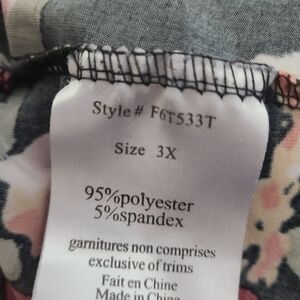 Style# F6T533T
Size 3X
95%polyester
5%spandex
garnitures non comprises
exclusive of trims
Fait en Chine
Made in China